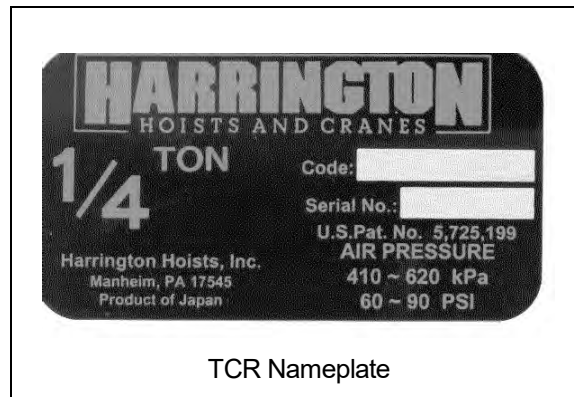 HARRINGTON
HOISTS AND CRANES
1/4 TON
Code:
Serial No.:
U.S.Pat. No. 5,725,199
AIR PRESSURE
410 ~ 620 kPa
60 ~ 90 PSI
Harrington Hoists, Inc.
Manheim, PA 17545
Product of Japan
TCR Nameplate